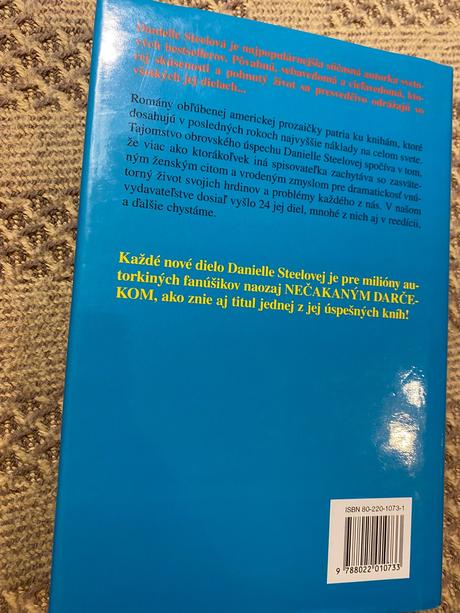 Danielle Steelová je najpopulárnejšia súčasná autorka sveto-
vých bestsellerov. Pôvabná, sebavedomá a cieľavedomá, kto-
rej skúsenosti a pohnutý život sa presvedčivo odrážajú vo
všetkých jej dielach...
Romány obľúbenej americkej prozaičky patria ku knihám, ktoré
dosahujú v posledných rokoch najvyššie náklady na celom svete.
Tajomstvo obrovského úspechu Danielle Steelovej spočíva v tom,
že viac ako ktorákoľvek iná spisovateľka zachytáva so zasväte-
ným ženským citom a vrodeným zmyslom pre dramatickosť vnú-
torný život svojich hrdinov a problémy každého z nás. V našom
vydavateľstve dosiaľ vyšlo 24 jej diel, mnohé z nich aj v reedícii,
a ďalšie chystáme.
Každé nové dielo Danielle Steelovej je pre milióny au-
torkiných fanúšikov naozaj NEČAKANÝM DARČE-
KOM, ako znie aj titul jednej z jej úspešných kníh!
ISBN 80-220-1073-1
9 788022 010733